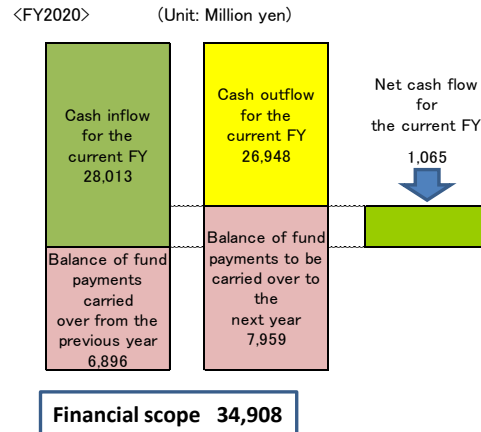 <FY2020> (Unit: Million yen)
Cash inflow
for the
current FY
28,013
Cash outflow
for the
current FY
26,948
Net cash flow
for
the current FY
1,065
Balance of fund
payments
carried
over from the
previous year
6,896
Balance of fund
payments to be
carried over to
the
next year
7,959
Financial scope 34,908